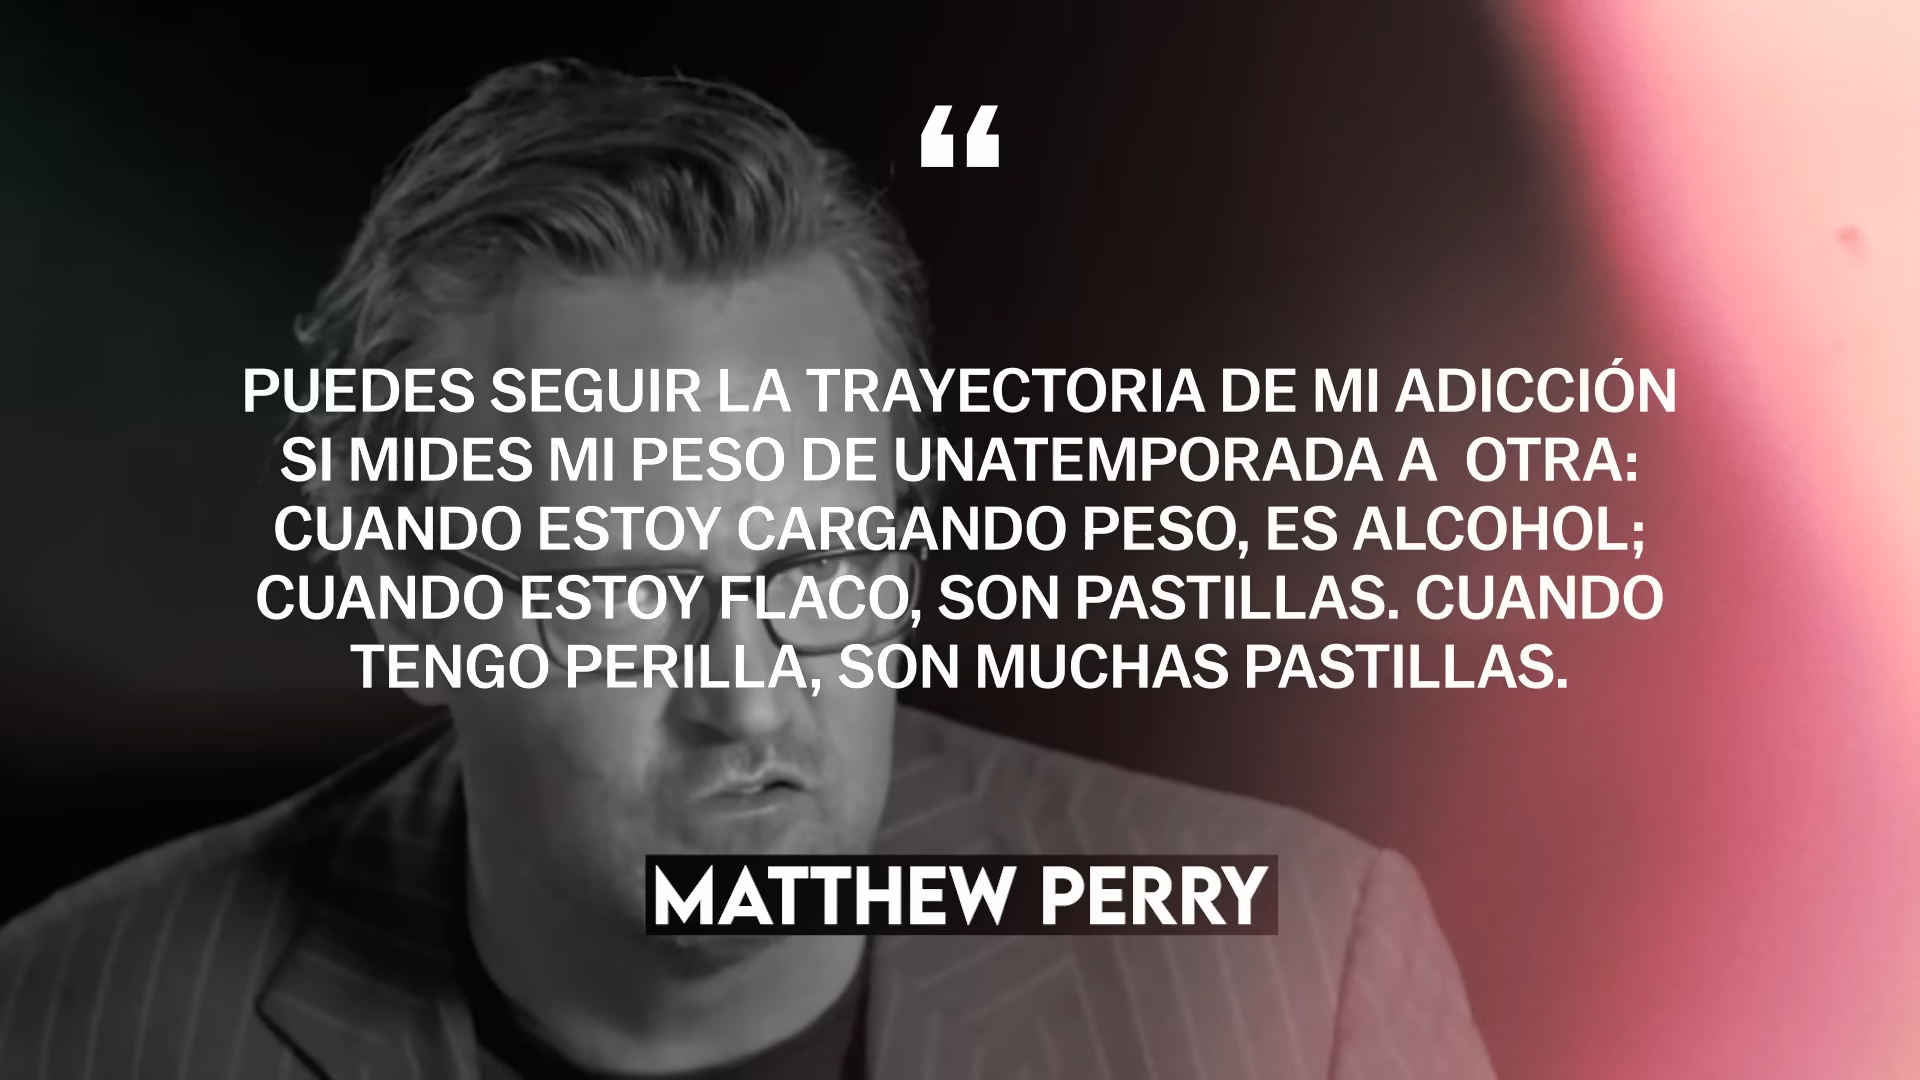 “
PUEDES SEGUIR LA TRAYECTORIA DE MI ADICCIÓN
SI MIDES MI PESO DE UNATEMPORADA A  OTRA:
CUANDO ESTOY CARGANDO PESO, ES ALCOHOL;
CUANDO ESTOY FLACO, SON PASTILLAS. CUANDO
TENGO PERILLA, SON MUCHAS PASTILLAS.
MATTHEW PERRY